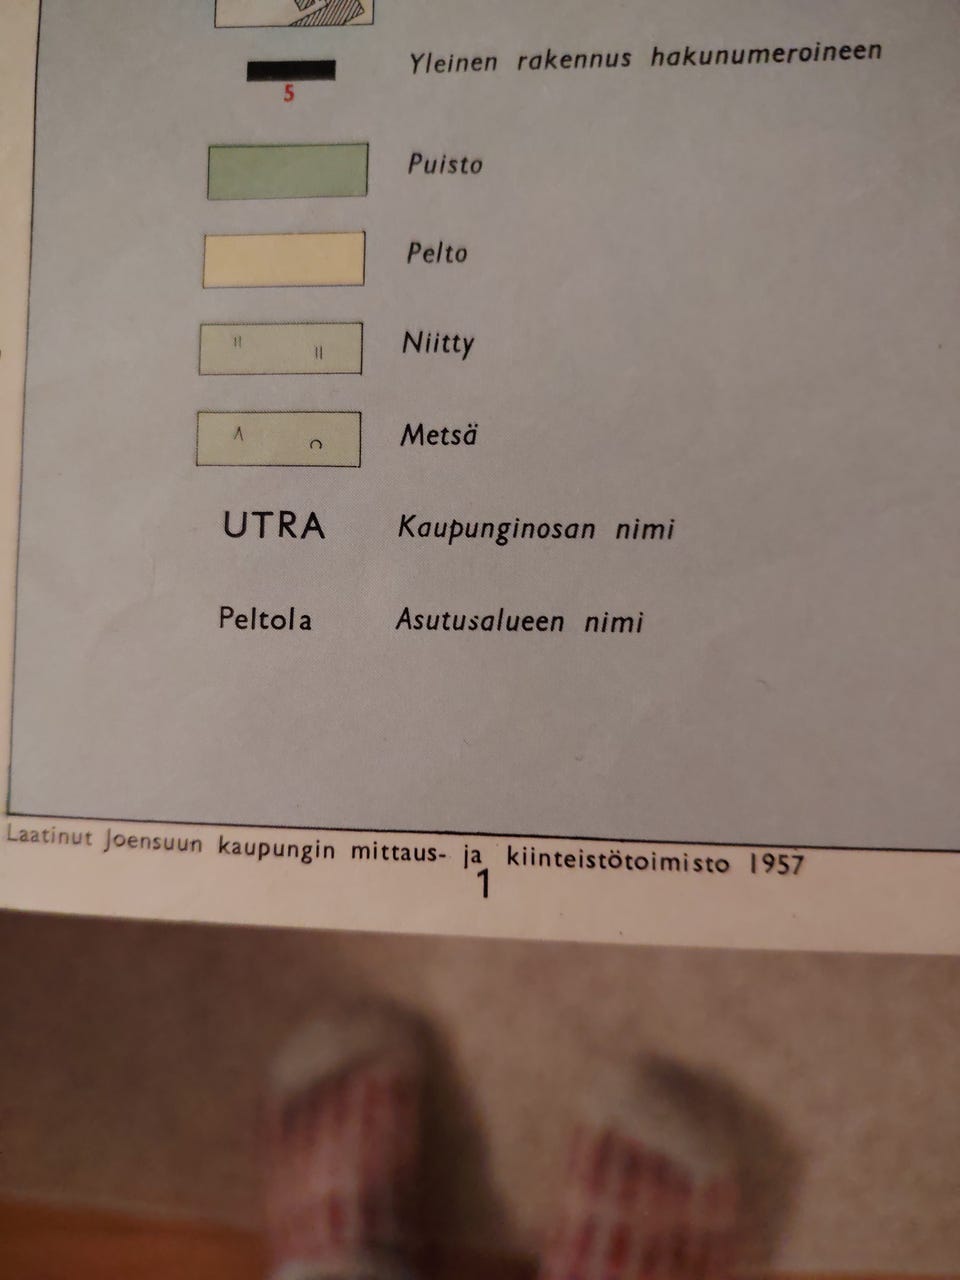 Yleinen rakennus hakunumeroineen
5
Puisto
Pelto
Niitty
Metsä
UTRA Kaupunginosan nimi
Peltola Asutusalueen nimi
Laatinut Joensuun kaupungin mittaus- ja kiinteistötoimisto 1957
1